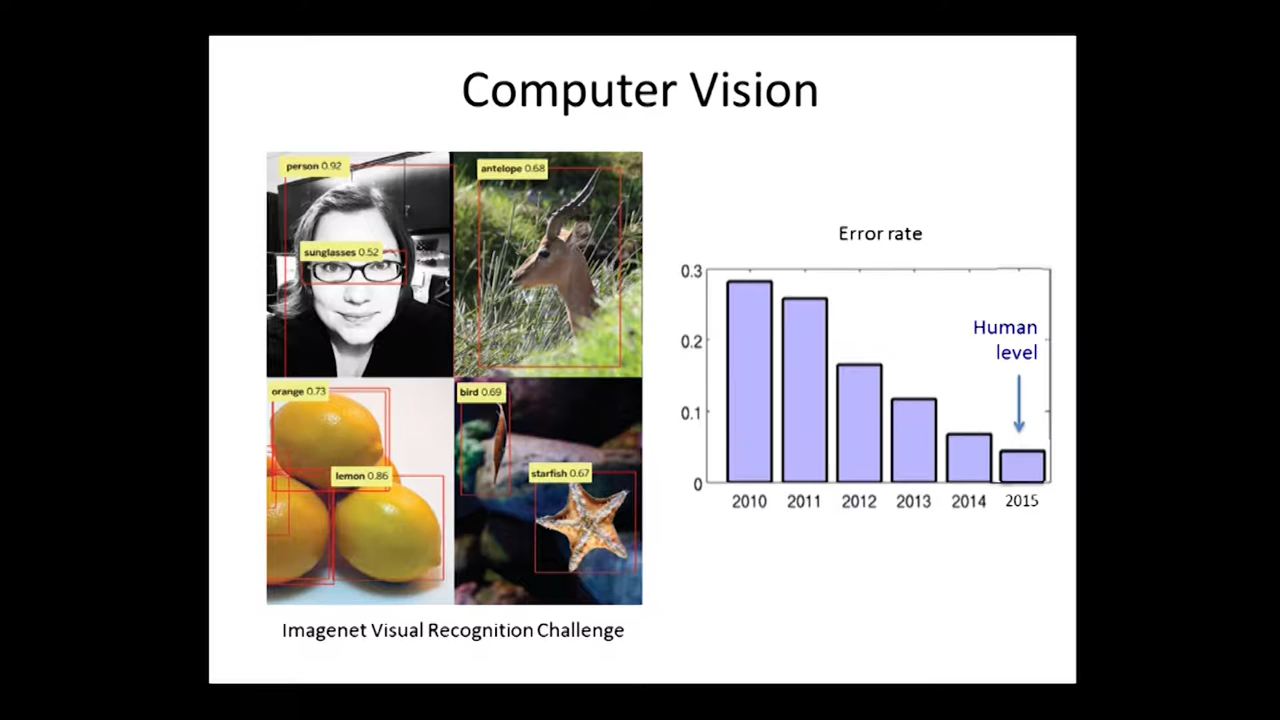 Computer Vision
person 0.92
antelope 0.68
sunglasses 0.52
orange 0.73
bird 0.69
lemon 0.86
starfish 0.67
Imagenet Visual Recognition Challenge
Error rate
0.3
0.2
0.1
0
Human
level
2010 2011 2012 2013 2014 2015